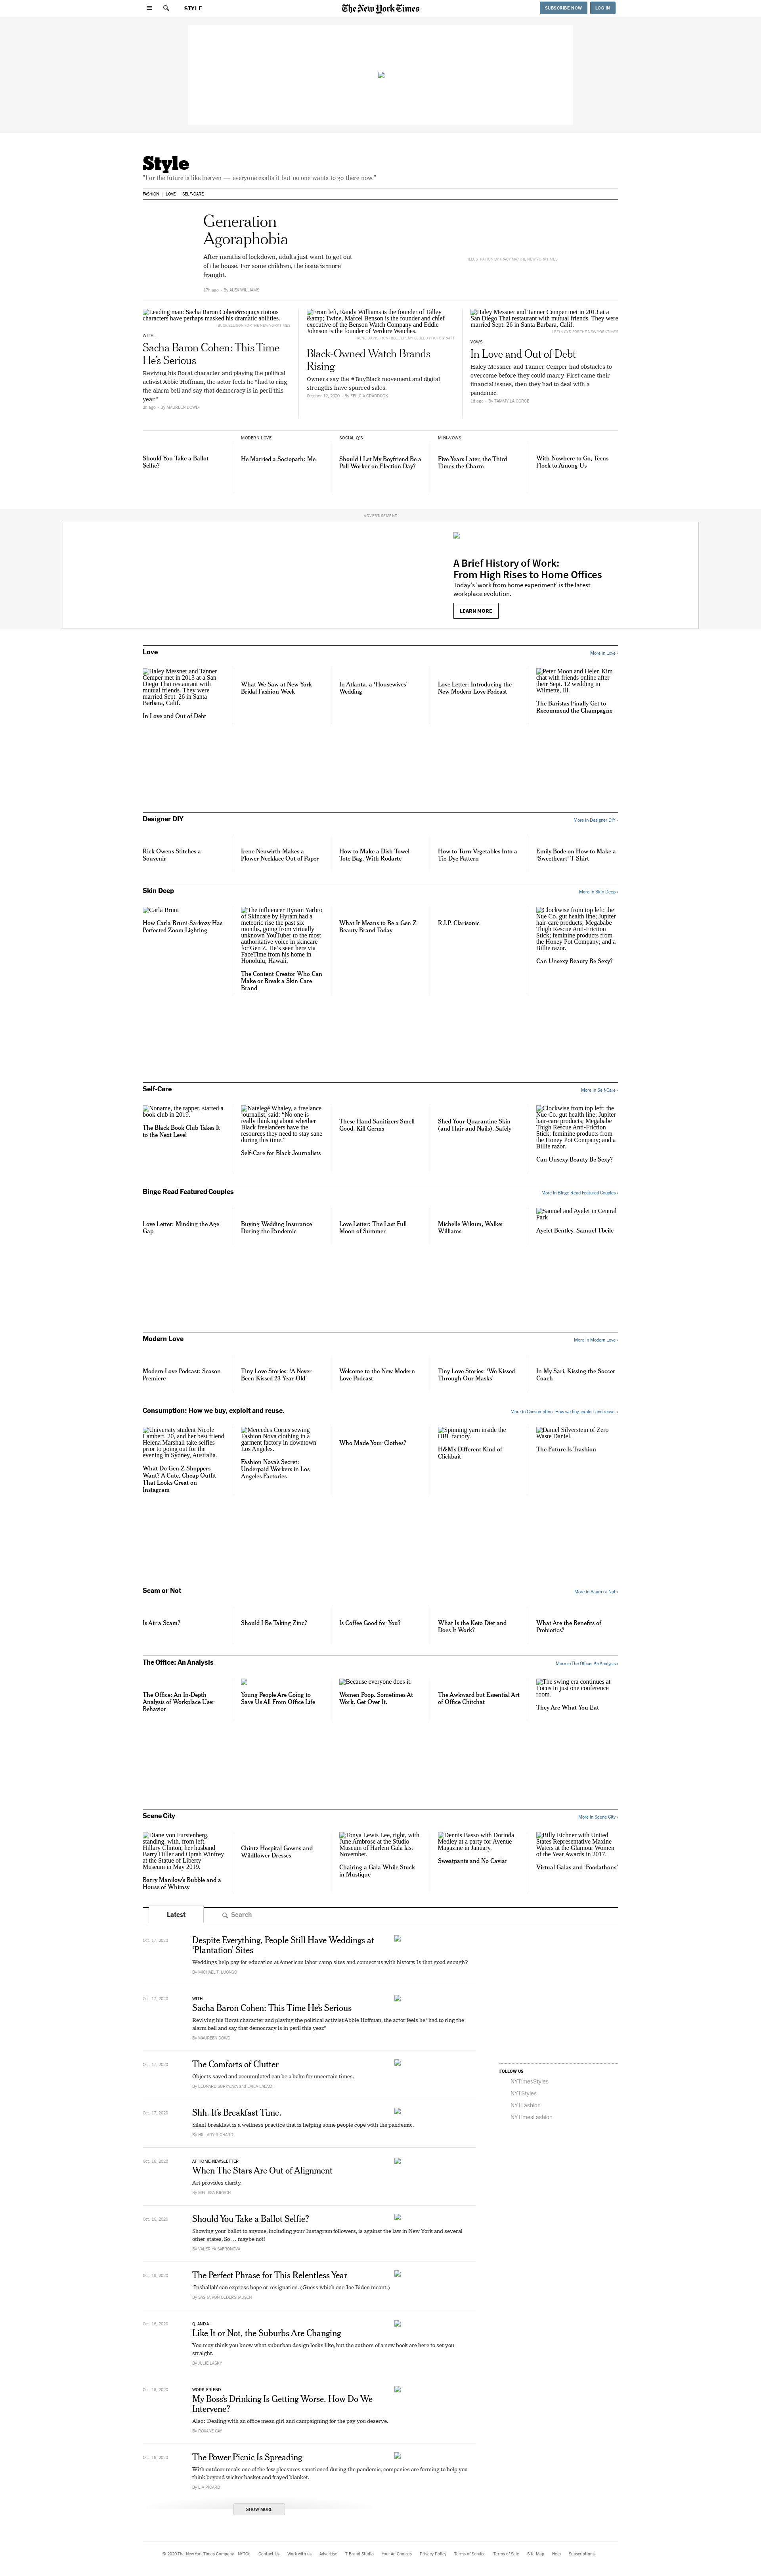 STYLE
The New York Times
SUBSCRIBE NOW
LOG IN
Style
"For the future is like heaven — everyone exalts it but no one wants to go there now."
FASHION
LOVE
SELF-CARE
Generation
Agoraphobia
After months of lockdown, adults just want to get out
of the house. For some children, the issue is more
fraught.
17h ago · By ALEX WILLIAMS
Leading man: Sacha Baron Cohen&rsquo;s riotous
characters have perhaps masked his dramatic abilities.
WITH …
Sacha Baron Cohen: This Time
He's Serious
Reviving his Borat character and playing the political
activist Abbie Hoffman, the actor feels he "had to ring
the alarm bell and say that democracy is in peril this
year."
2h ago · By MAUREEN DOWD
From left, Randy Williams is the founder of Talley
&amp; Twine, Marcel Benson is the founder and chief
executive of the Benson Watch Company and Eddie
Johnson is the founder of Verdure Watches.
Black-Owned Watch Brands
Rising
Owners say the #BuyBlack movement and digital
strengths have spurred sales.
October 12, 2020 · By FELICIA CRADDOCK
Haley Messner and Tanner Cemper met in 2013 at a
San Diego Thai restaurant with mutual friends. They were
married Sept. 26 in Santa Barbara, Calif.
VOWS
In Love and Out of Debt
Haley Messner and Tanner Cemper had obstacles to
overcome before they could marry. First came their
financial issues, then they had to deal with a
pandemic.
1d ago · By TAMMY LA GORCE
Should You Take a Ballot
Selfie?
MODERN LOVE
He Married a Sociopath: Me
SOCIAL Q'S
Should I Let My Boyfriend Be a
Poll Worker on Election Day?
MINI-VOWS
Five Years Later, the Third
Time's the Charm
With Nowhere to Go, Teens
Flock to Among Us
ADVERTISEMENT
A Brief History of Work:
From High Rises to Home Offices
Today's 'work from home experiment' is the latest
workplace evolution.
LEARN MORE
Love
More in Love ›
Haley Messner and Tanner
Cemper met in 2013 at a San
Diego Thai restaurant with
mutual friends. They were
married Sept. 26 in Santa
Barbara, Calif.
In Love and Out of Debt
What We Saw at New York
Bridal Fashion Week
In Atlanta, a 'Housewives'
Wedding
Love Letter: Introducing the
New Modern Love Podcast
Peter Moon and Helen Kim
chat with friends online after
their Sept. 12 wedding in
Wilmette, Ill.
The Baristas Finally Get to
Recommend the Champagne
Designer DIY
More in Designer DIY ›
Rick Owens Stitches a
Souvenir
Irene Neuwirth Makes a
Flower Necklace Out of Paper
How to Make a Dish Towel
Tote Bag, With Rodarte
How to Turn Vegetables Into a
Tie-Dye Pattern
Emily Bode on How to Make a
'Sweetheart' T-Shirt
Skin Deep
More in Skin Deep ›
Carla Bruni
How Carla Bruni-Sarkozy Has
Perfected Zoom Lighting
The influencer Hyram Yarbro
of Skincare by Hyram had a
meteoric rise the past six
months, going from virtually
unknown YouTuber to the most
authoritative voice in skincare
for Gen Z. He's seen here via
FaceTime from his home in
Honolulu, Hawaii.
The Content Creator Who Can
Make or Break a Skin Care
Brand
What It Means to Be a Gen Z
Beauty Brand Today
R.I.P. Clarisonic
Clockwise from top left: the
Nue Co. gut health line; Jupiter
hair-care products; Megababe
Thigh Rescue Anti-Friction
Stick; feminine products from
the Honey Pot Company; and a
Billie razor.
Can Unsexy Beauty Be Sexy?
Self-Care
More in Self-Care ›
Noname, the rapper, started a
book club in 2019.
The Black Book Club Takes It
to the Next Level
Natelegé Whaley, a freelance
journalist, said: "No one is
really thinking about whether
Black freelancers have the
resources they need to stay sane
during this time."
Self-Care for Black Journalists
These Hand Sanitizers Smell
Good, Kill Germs
Shed Your Quarantine Skin
(and Hair and Nails), Safely
Clockwise from top left: the
Nue Co. gut health line; Jupiter
hair-care products; Megababe
Thigh Rescue Anti-Friction
Stick; feminine products from
the Honey Pot Company; and a
Billie razor.
Can Unsexy Beauty Be Sexy?
Binge Read Featured Couples
More in Binge Read Featured Couples ›
Love Letter: Minding the Age
Gap
Buying Wedding Insurance
During the Pandemic
Love Letter: The Last Full
Moon of Summer
Michelle Wikum, Walker
Williams
Samuel and Ayelet in Central
Park
Ayelet Bentley, Samuel Tbeile
Modern Love
More in Modern Love ›
Modern Love Podcast: Season
Premiere
Tiny Love Stories: 'A Never-
Been-Kissed 23-Year-Old'
Welcome to the New Modern
Love Podcast
Tiny Love Stories: 'We Kissed
Through Our Masks'
In My Sari, Kissing the Soccer
Coach
Consumption: How we buy, exploit and reuse.
More in Consumption: How we buy, exploit and reuse. ›
University student Nicole
Lambert, 20, and her best friend
Helena Marshall take selfies
prior to going out for the
evening in Sydney, Australia.
What Do Gen Z Shoppers
Want? A Cute, Cheap Outfit
That Looks Great on
Instagram
Mercedes Cortes sewing
Fashion Nova clothing in a
garment factory in downtown
Los Angeles.
Fashion Nova's Secret:
Underpaid Workers in Los
Angeles Factories
Who Made Your Clothes?
Spinning yarn inside the
DBL factory.
H&M's Different Kind of
Clickbait
Daniel Silverstein of Zero
Waste Daniel.
The Future Is Trashion
Scam or Not
More in Scam or Not ›
Is Air a Scam?
Should I Be Taking Zinc?
Is Coffee Good for You?
What Is the Keto Diet and
Does It Work?
What Are the Benefits of
Probiotics?
The Office: An Analysis
More in The Office: An Analysis ›
The Office: An In-Depth
Analysis of Workplace User
Behavior
Young People Are Going to
Save Us All From Office Life
Because everyone does it.
Women Poop. Sometimes At
Work. Get Over It.
The Awkward but Essential Art
of Office Chitchat
The swing era continues at
Focus in just one conference
room.
They Are What You Eat
Scene City
More in Scene City ›
Diane von Furstenberg,
standing, with, from left,
Hillary Clinton, her husband
Barry Diller and Oprah Winfrey
at the Statue of Liberty
Museum in May 2019.
Barry Manilow's Bubble and a
House of Whimsy
Chintz Hospital Gowns and
Wildflower Dresses
Tonya Lewis Lee, right, with
June Ambrose at the Studio
Museum of Harlem Gala last
November.
Chairing a Gala While Stuck
in Mustique
Dennis Basso with Dorinda
Medley at a party for Avenue
Magazine in January.
Sweatpants and No Caviar
Billy Eichner with United
States Representative Maxine
Waters at the Glamour Women
of the Year Awards in 2017.
Virtual Galas and 'Foodathons'
Latest
Search
Oct. 17, 2020
Despite Everything, People Still Have Weddings at
'Plantation' Sites
Weddings help pay for education at American labor camp sites and connect us with history. Is that good enough?
By MICHAEL T. LUONGO
Oct. 17, 2020
WITH …
Sacha Baron Cohen: This Time He's Serious
Reviving his Borat character and playing the political activist Abbie Hoffman, the actor feels he "had to ring the
alarm bell and say that democracy is in peril this year."
By MAUREEN DOWD
Oct. 17, 2020
The Comforts of Clutter
Objects saved and accumulated can be a balm for uncertain times.
By LEONARD SURYAJAYA and LAILA LALAMI
Oct. 17, 2020
Shh. It's Breakfast Time.
Silent breakfast is a wellness practice that is helping some people cope with the pandemic.
By HILLARY RICHARD
Oct. 16, 2020
AT HOME NEWSLETTER
When The Stars Are Out of Alignment
Art provides clarity.
By MELISSA KIRSCH
Oct. 16, 2020
Should You Take a Ballot Selfie?
Showing your ballot to anyone, including your Instagram followers, is against the law in New York and several
other states. So … maybe not!
By VALERIYA SAFRONOVA
Oct. 16, 2020
The Perfect Phrase for This Relentless Year
'Inshallah' can express hope or resignation. (Guess which one Joe Biden meant.)
By SASHA VON OLDERSHAUSEN
Oct. 16, 2020
Q. AND A.
Like It or Not, the Suburbs Are Changing
You may think you know what suburban design looks like, but the authors of a new book are here to set you
straight.
By JULIE LASKY
Oct. 16, 2020
WORK FRIEND
My Boss's Drinking Is Getting Worse. How Do We
Intervene?
Also: Dealing with an office mean girl and campaigning for the pay you deserve.
By ROXANE GAY
Oct. 16, 2020
The Power Picnic Is Spreading
With outdoor meals one of the few pleasures sanctioned during the pandemic, companies are forming to help you
keep beyond wicker basket and frayed blanket.
By LIA PICARD
SHOW MORE
FOLLOW US
NYTimesStyles
NYTStyles
NYTFashion
NYTimesFashion
© 2020 The New York Times Company
NYTCo
Contact Us
Work with us
Advertise
T Brand Studio
Your Ad Choices
Privacy Policy
Terms of Service
Terms of Sale
Site Map
Help
Subscriptions